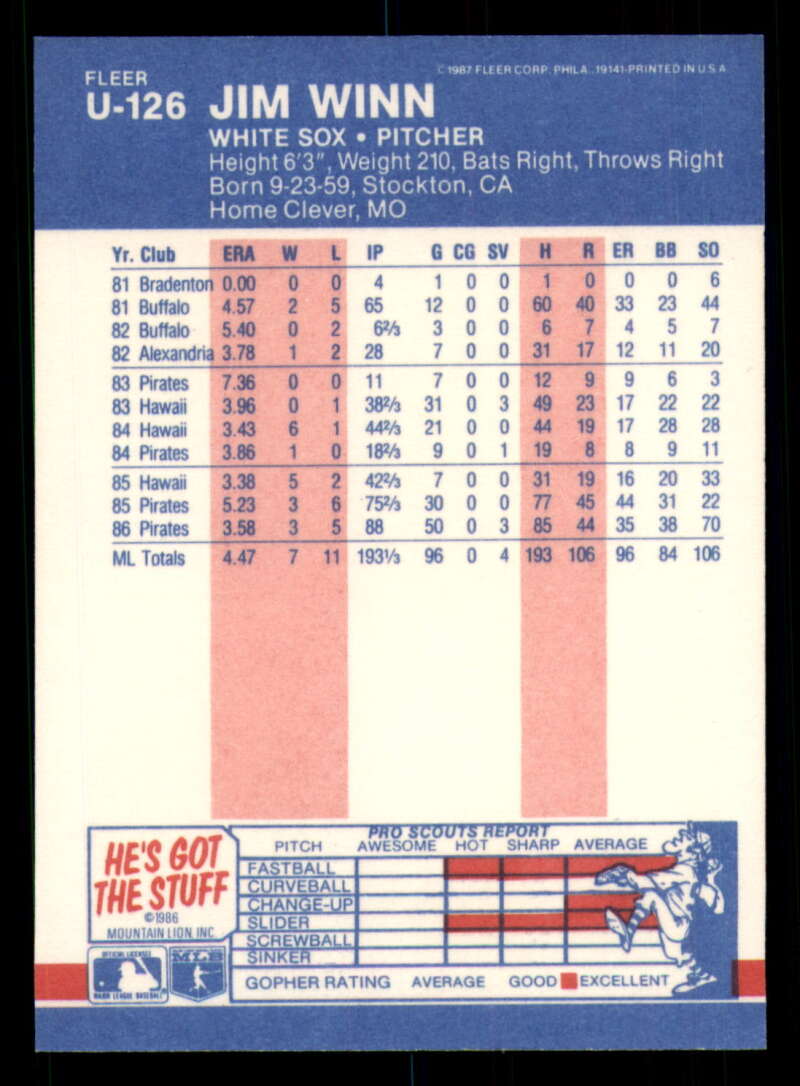 ©1987 FLEER CORP. PHILA., 19141-PRINTED IN U.S.A.
FLEER
U-126 JIM WINN
WHITE SOX • PITCHER
Height 6'3", Weight 210, Bats Right, Throws Right
Born 9-23-59, Stockton, CA
Home Clever, MO
Yr. Club ERA W L IP G CG SV H R ER BB SO
81 Bradenton 0.00 0 0 4 1 0 0 1 0 0 0 6
81 Buffalo 4.57 2 5 65 12 0 0 60 40 33 23 44
82 Buffalo 5.40 0 2 6⅔ 3 0 0 6 7 4 5 7
82 Alexandria 3.78 1 2 28 7 0 0 31 17 12 11 20
83 Pirates 7.36 0 0 11 7 0 0 12 9 9 6 3
83 Hawaii 3.96 0 1 38⅔ 31 0 3 49 23 17 22 22
84 Hawaii 3.43 6 1 44⅔ 21 0 0 44 19 17 28 28
84 Pirates 3.86 1 0 18⅔ 9 0 1 19 8 8 9 11
85 Hawaii 3.38 5 2 42⅔ 7 0 0 31 19 16 20 33
85 Pirates 5.23 3 6 75⅔ 30 0 0 77 45 44 31 22
86 Pirates 3.58 3 5 88 50 0 3 85 44 35 38 70
ML Totals 4.47 7 11 193⅓ 96 0 4 193 106 96 84 106
HE'S GOT
THE STUFF
©1986
MOUNTAIN LION, INC.
OFFICIAL LICENSEE
MAJOR LEAGUE BASEBALL
MLB
PRO SCOUTS REPORT
PITCH AWESOME HOT SHARP AVERAGE
FASTBALL
CURVEBALL
CHANGE-UP
SLIDER
SCREWBALL
SINKER
GOPHER RATING AVERAGE GOOD EXCELLENT